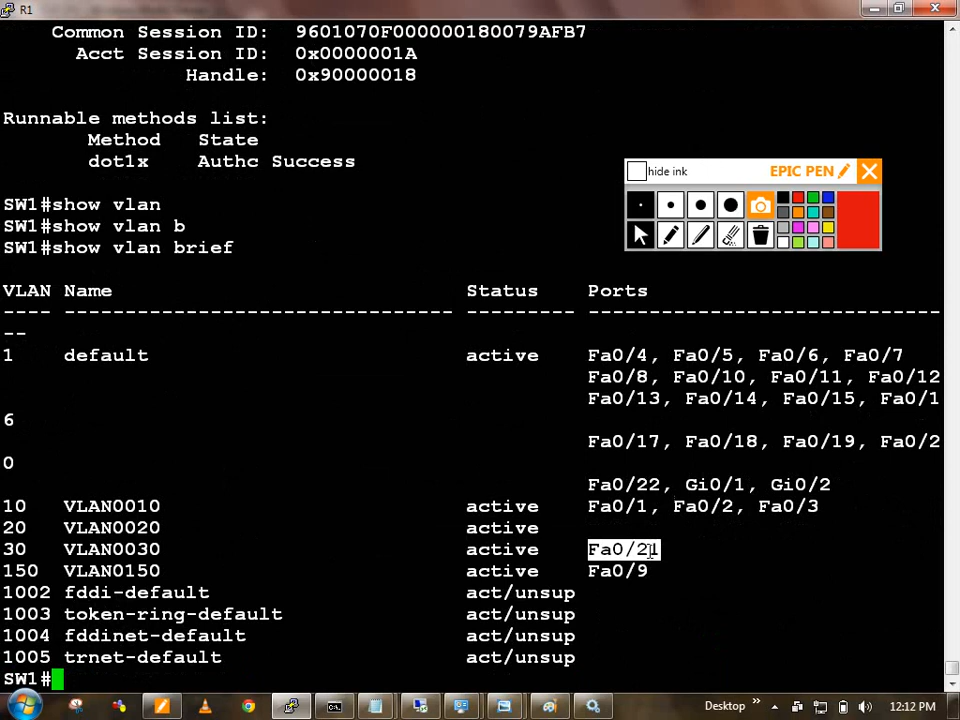 R1
Common Session ID:  9601070F000000180079AFB7
Acct Session ID:  0x0000001A
Handle:  0x90000018
Runnable methods list:
Method   State
dot1x    Authc Success
hide ink
EPIC PEN
SW1#show vlan
SW1#show vlan b
SW1#show vlan brief
VLAN Name                             Status    Ports
---- -------------------------------- --------- -----------------------------
--
1    default                          active    Fa0/4, Fa0/5, Fa0/6, Fa0/7
Fa0/8, Fa0/10, Fa0/11, Fa0/12
Fa0/13, Fa0/14, Fa0/15, Fa0/1
6
Fa0/17, Fa0/18, Fa0/19, Fa0/2
0
Fa0/22, Gi0/1, Gi0/2
10   VLAN0010                         active    Fa0/1, Fa0/2, Fa0/3
20   VLAN0020                         active
30   VLAN0030                         active    Fa0/21
150  VLAN0150                         active    Fa0/9
1002 fddi-default                     act/unsup
1003 token-ring-default               act/unsup
1004 fddinet-default                  act/unsup
1005 trnet-default                    act/unsup
SW1#
Desktop
12:12 PM